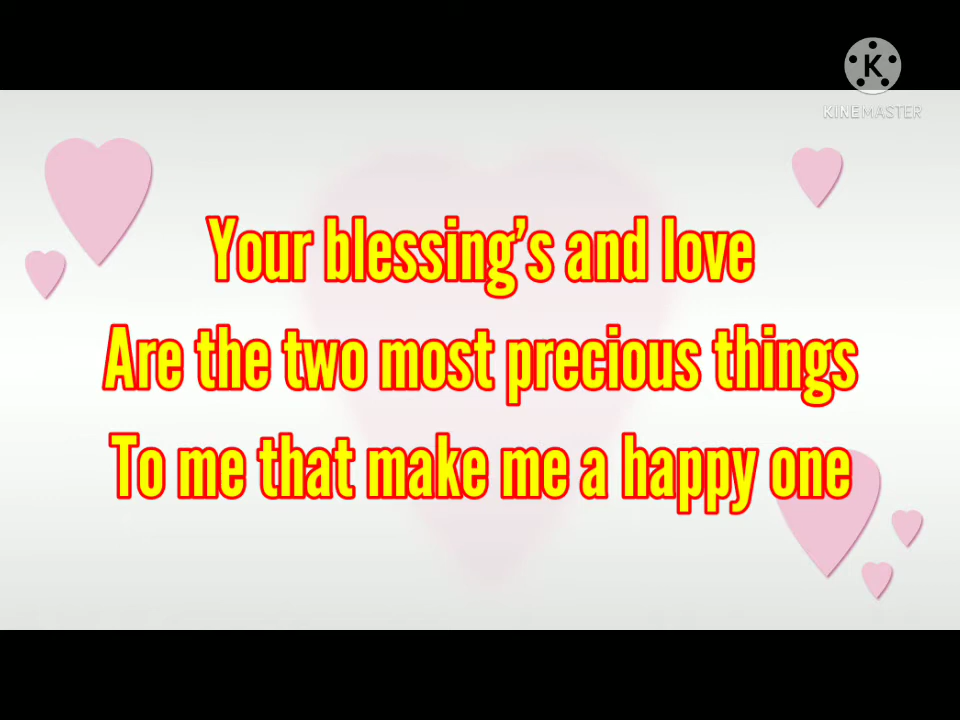 K
KINEMASTER
Your blessing's and love
Are the two most precious things
To me that make me a happy one